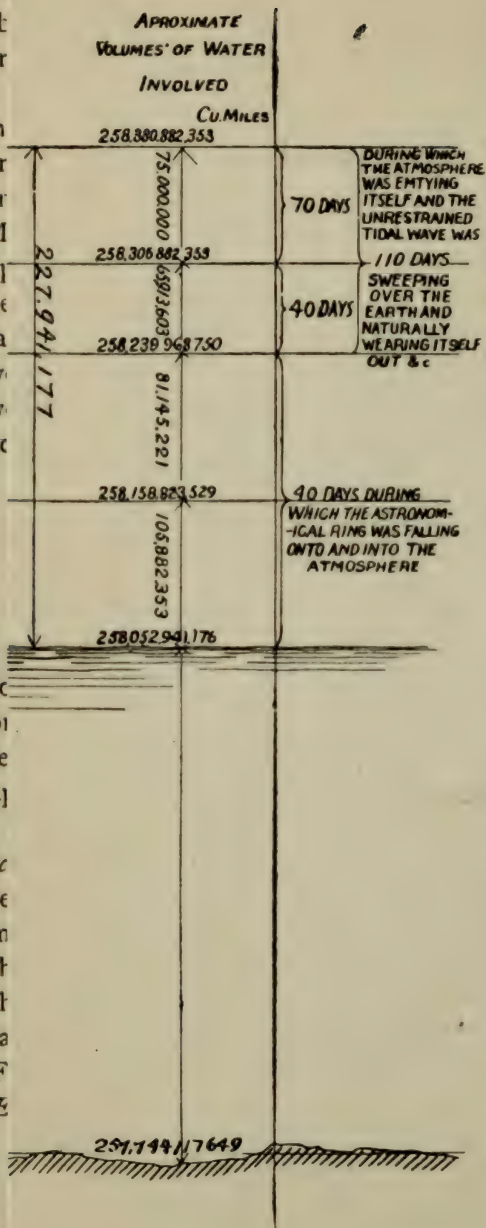 APROXIMATE
VOLUMES OF WATER
INVOLVED
CU. MILES
258.380.882.353
75.000.000
70 DAYS
DURING WHICH
THE ATMOSPHERE
WAS EMTYING
ITSELF AND THE
UNRESTRAINED
TIDAL WAVE WAS
258.306.882.353
110 DAYS
227.941.177
40 DAYS
SWEEPING
OVER THE
EARTH AND
NATURALLY
WEARING ITSELF
OUT &c
258.239.968.750
81.145.221
258.158.823.529
40 DAYS DURING
WHICH THE ASTRONOM-
-ICAL RING WAS FALLING
ONTO AND INTO THE
ATMOSPHERE
105.882.353
258.052.941.176
257.744.117649